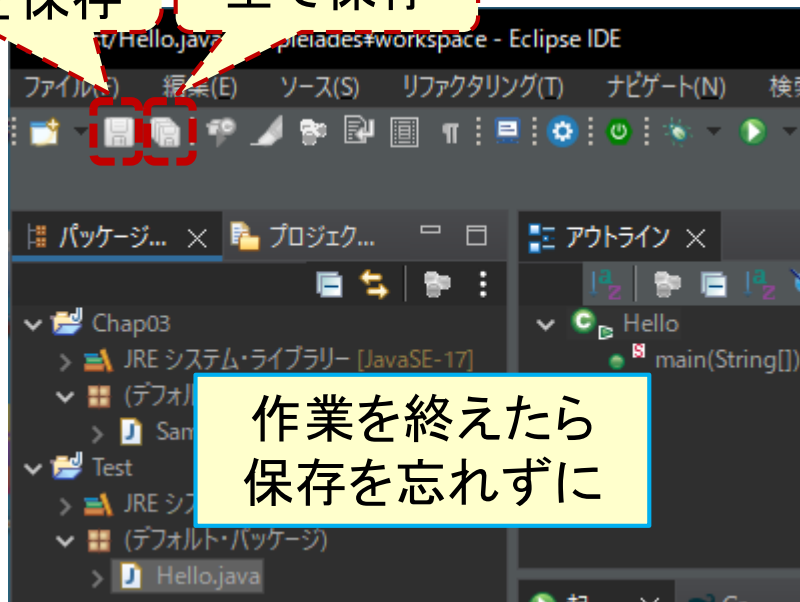 保存
全て保存
t/Hello.java
pleiades¥workspace - Eclipse IDE
ファイル(F) 編集(E) ソース(S) リファクタリング(T) ナビゲート(N) 検索
パッケージ... プロジェク... アウトライン
Chap03
JRE システム・ライブラリー [JavaSE-17]
(デフォル
Sam
Test
JRE シス
(デフォルト・パッケージ)
Hello.java
Hello
main(String[])
作業を終えたら
保存を忘れずに